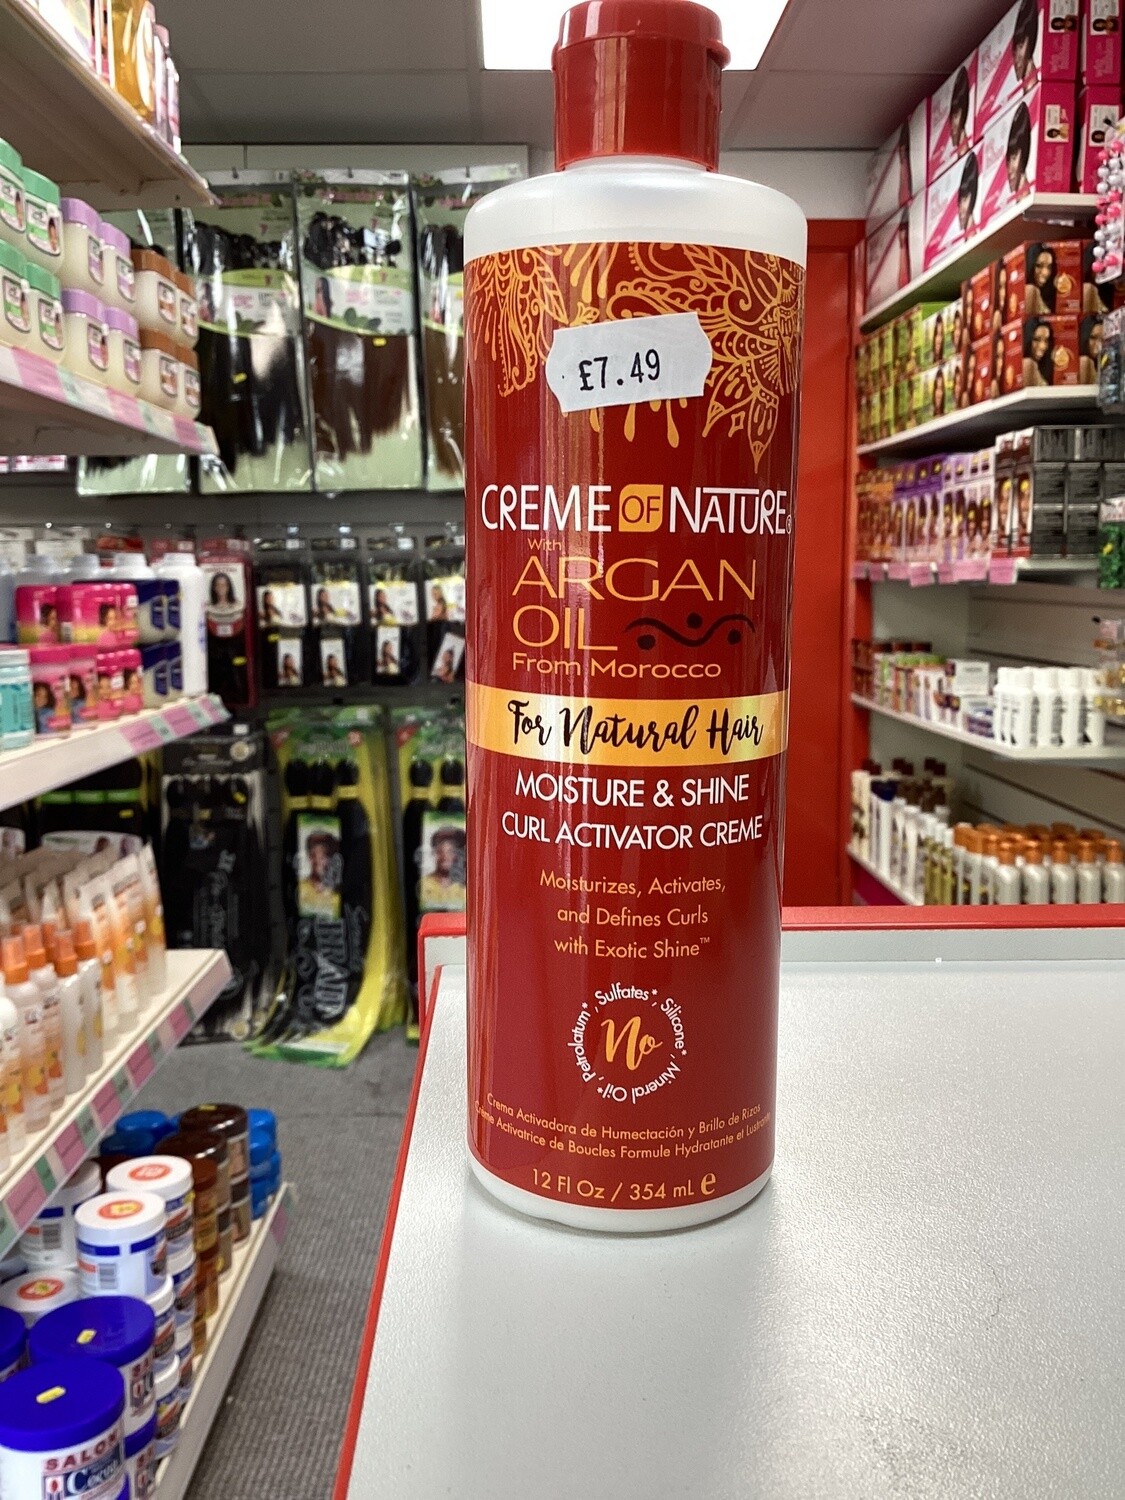 £7.49
CREME OF NATURE®
With
ARGAN
OIL
From Morocco
For Natural Hair
MOISTURE & SHINE
CURL ACTIVATOR CREME
Moisturizes, Activates,
and Defines Curls
with Exotic Shine™
No
Sulfates*, Silicone*, Mineral Oil*, Petrolatum*,
Crema Activadora de Humectación y Brillo de Rizos
Crème Activatrice de Boucles Formule Hydratante et Lustrante
12 Fl Oz / 354 mL e
BRAID
SALON